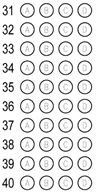 31 A B C D
32 A B C D
33 A B C D
34 A B C D
35 A B C D
36 A B C D
37 A B C D
38 A B C D
39 A B C D
40 A B C D